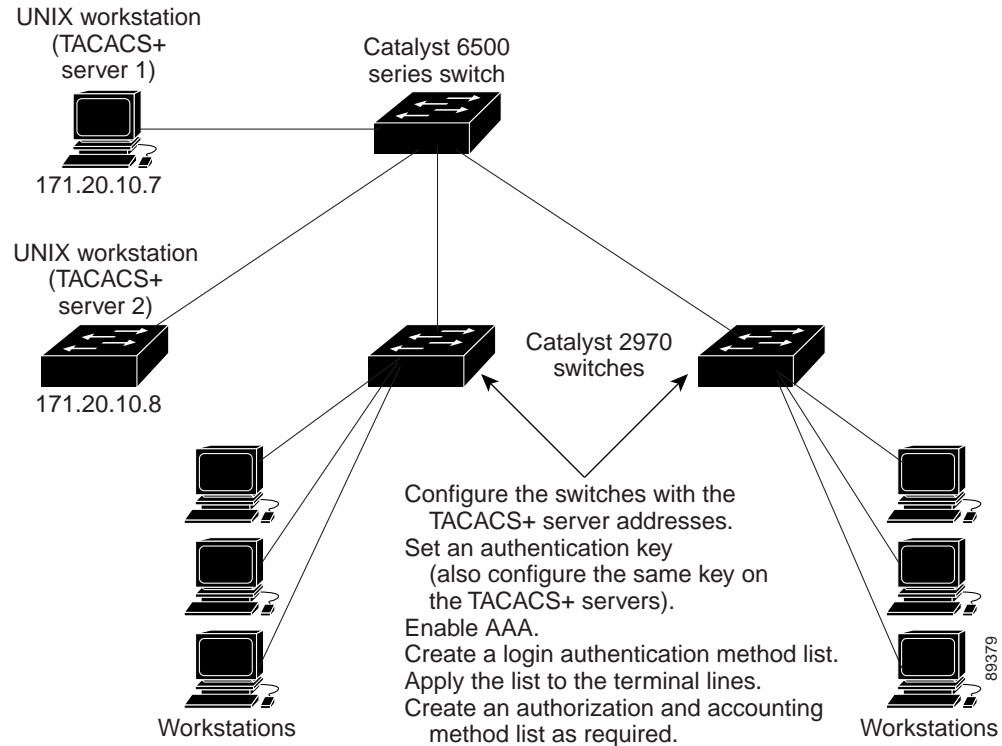 UNIX workstation
(TACACS+
server 1)
Catalyst 6500
series switch
171.20.10.7
UNIX workstation
(TACACS+
server 2)
Catalyst 2970
switches
171.20.10.8
Configure the switches with the
TACACS+ server addresses.
Set an authentication key
(also configure the same key on
the TACACS+ servers).
Enable AAA.
Create a login authentication method list.
Apply the list to the terminal lines.
Create an authorization and accounting
method list as required.
Workstations
Workstations
89379